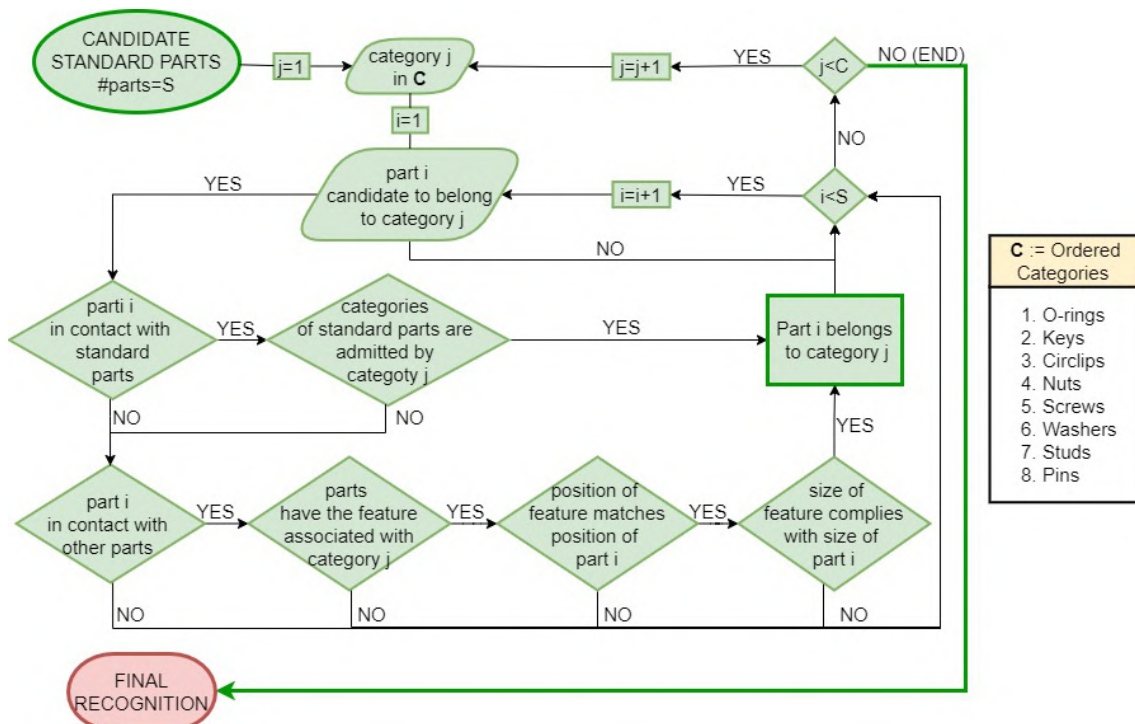 CANDIDATE
STANDARD PARTS
#parts=S
j=1
category j
in C
j=j+1
YES
j<C
NO (END)
i=1
NO
YES
part i
candidate to belong
to category j
i=i+1
YES
i<S
NO
C := Ordered
Categories
1. O-rings
2. Keys
3. Circlips
4. Nuts
5. Screws
6. Washers
7. Studs
8. Pins
parti i
in contact with
standard
parts
YES
categories
of standard parts are
admitted by
categoty j
YES
Part i belongs
to category j
NO
NO
YES
part i
in contact with
other parts
YES
parts
have the feature
associated with
category j
YES
position of
feature matches
position of
part i
YES
size of
feature complies
with size of
part i
NO
NO
NO
NO
FINAL
RECOGNITION